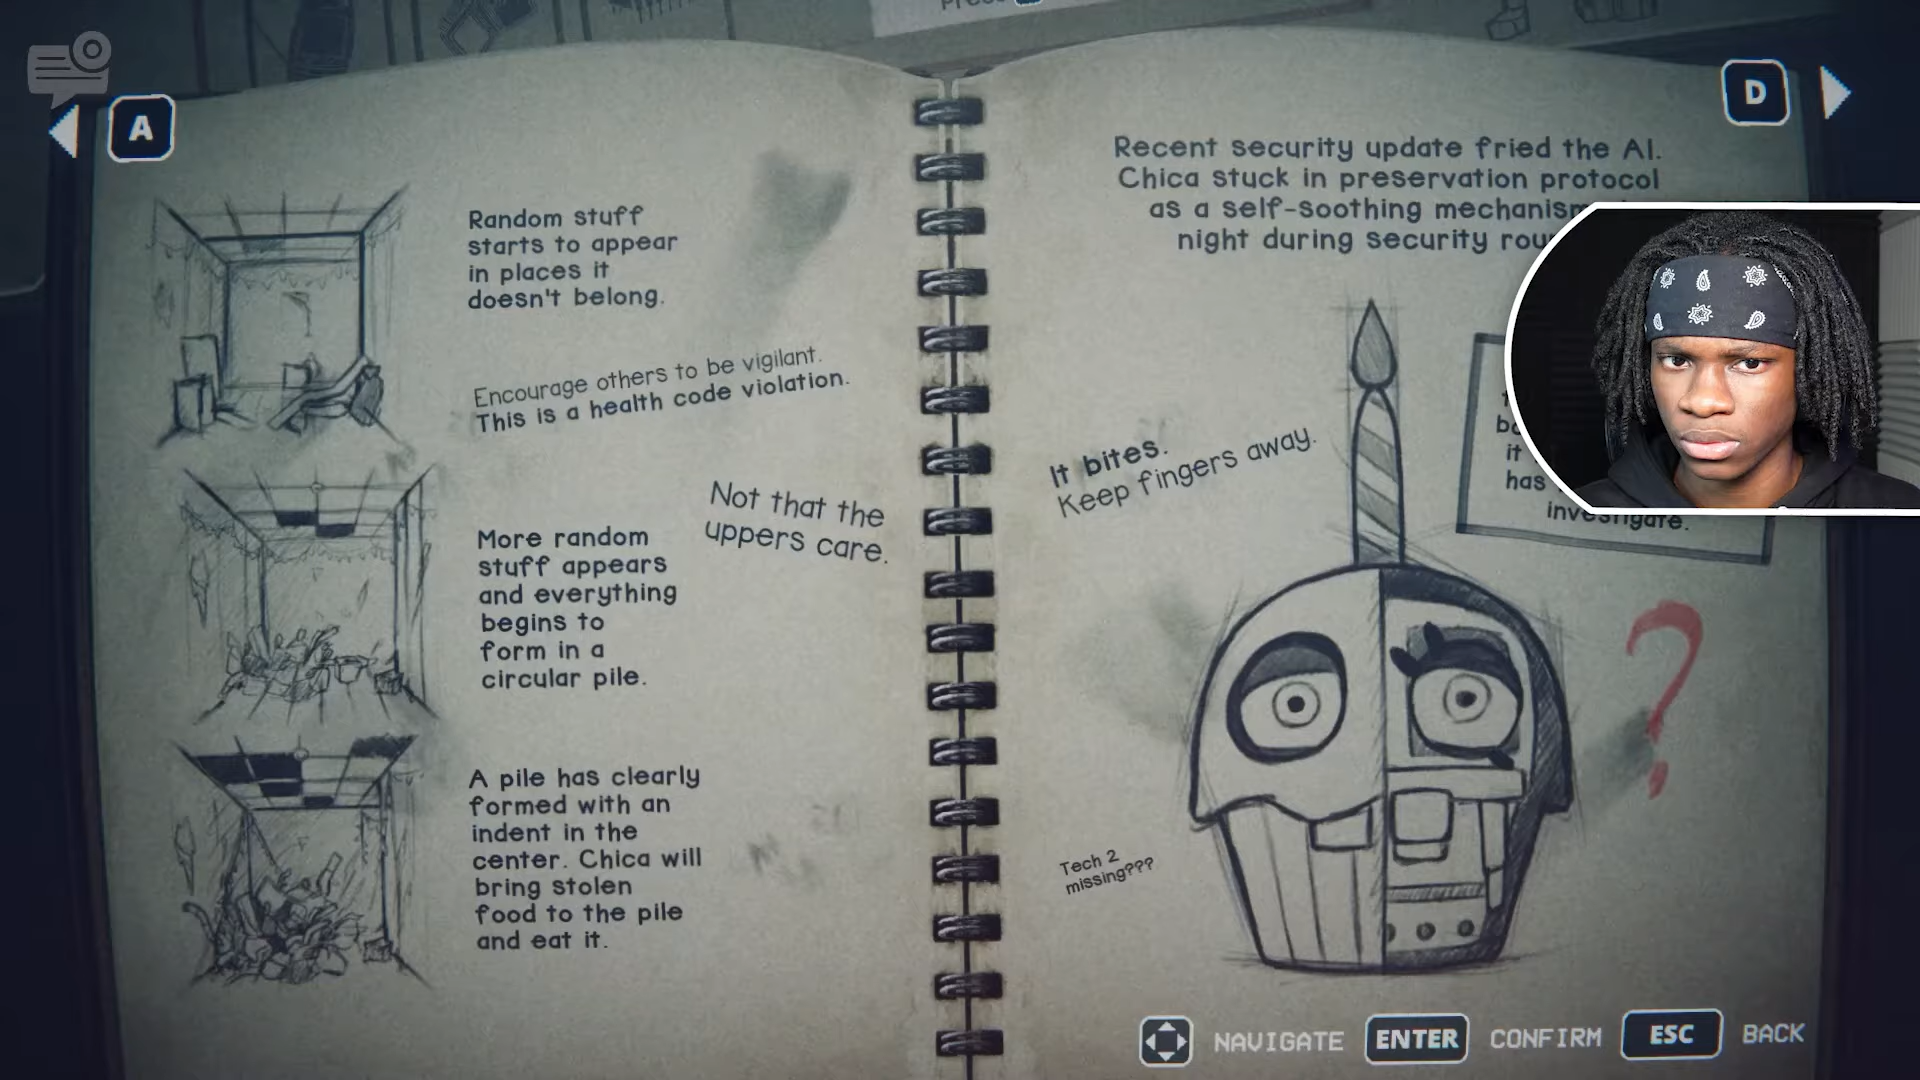 A
D
Random stuff
starts to appear
in places it
doesn't belong.
Encourage others to be vigilant.
This is a health code violation.
Not that the
uppers care.
More random
stuff appears
and everything
begins to
form in a
circular pile.
A pile has clearly
formed with an
indent in the
center. Chica will
bring stolen
food to the pile
and eat it.
Recent security update fried the AI.
Chica stuck in preservation protocol
as a self-soothing mechanism
night during security
It bites.
Keep fingers away.
it
has
investigate.
?
Tech 2
missing???
NAVIGATE ENTER CONFIRM ESC BACK